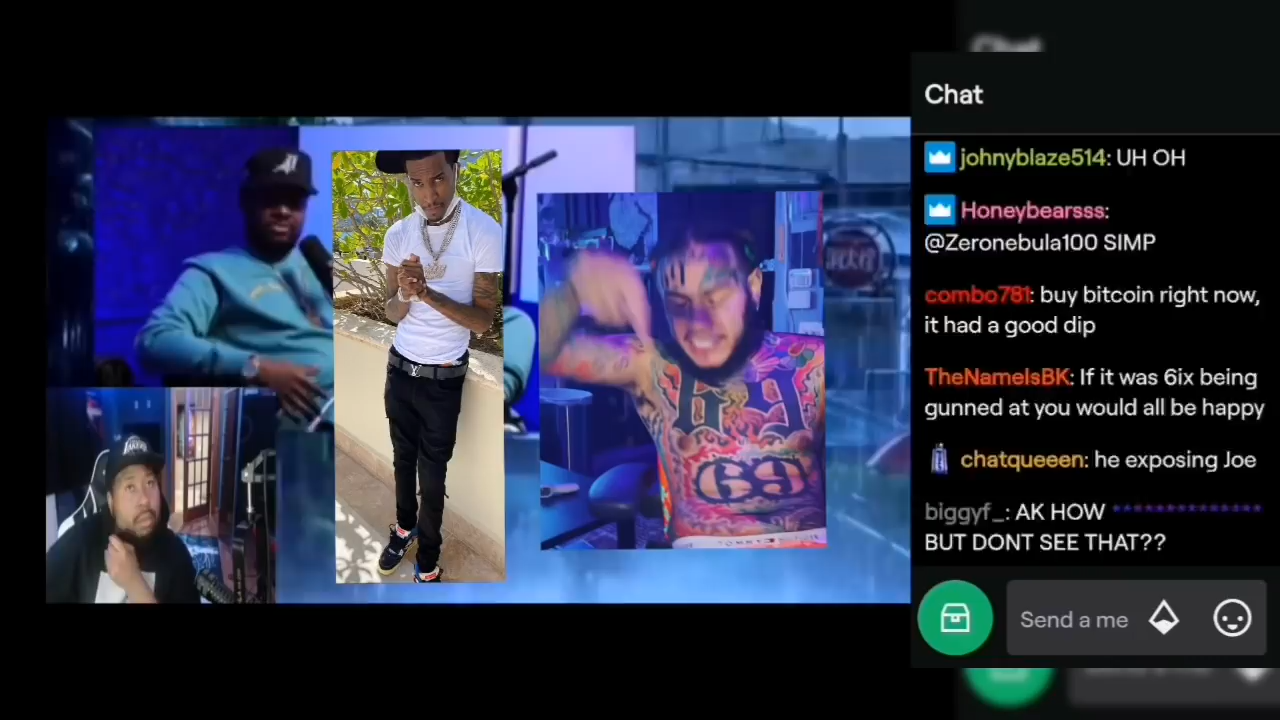 Chat
johnyblaze514: UH OH
Honeybearsss:
@Zeronebula100 SIMP
combo781: buy bitcoin right now,
it had a good dip
TheNameIsBK: If it was 6ix being
gunned at you would all be happy
chatqueeen: he exposing Joe
biggyf_: AK HOW **************
BUT DONT SEE THAT??
Send a me
69
69